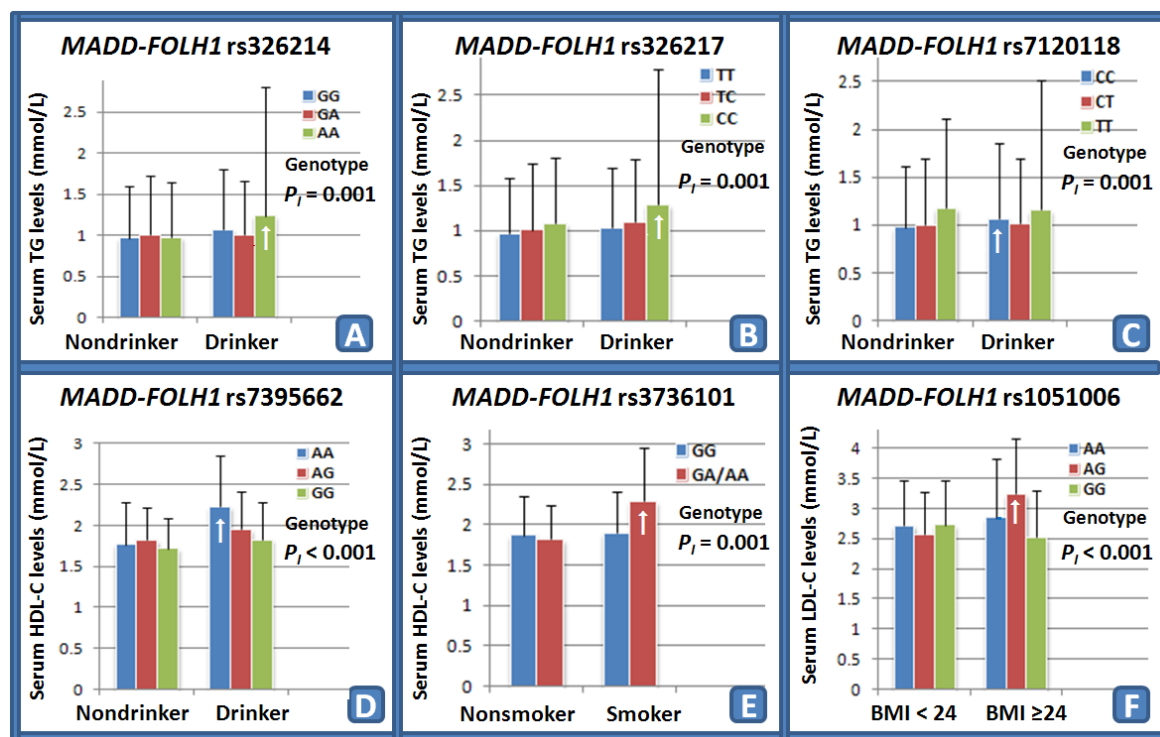 MADD-FOLH1 rs326214
Serum TG levels (mmol/L)
2.5
2
1.5
1
0.5
0
GG
GA
AA
Genotype
PI = 0.001
↑
Nondrinker Drinker
A
MADD-FOLH1 rs326217
Serum TG levels (mmol/L)
2.5
2
1.5
1
0.5
0
TT
TC
CC
Genotype
PI = 0.001
↑
Nondrinker Drinker
B
MADD-FOLH1 rs7120118
Serum TG levels (mmol/L)
2.5
2
1.5
1
0.5
0
CC
CT
TT
Genotype
PI = 0.001
↑
Nondrinker Drinker
C
MADD-FOLH1 rs7395662
Serum HDL-C levels (mmol/L)
3
2.5
2
1.5
1
0.5
0
AA
AG
GG
Genotype
PI < 0.001
↑
Nondrinker Drinker
D
MADD-FOLH1 rs3736101
Serum HDL-C levels (mmol/L)
3
2.5
2
1.5
1
0.5
0
GG
GA/AA
Genotype
PI = 0.001
↑
Nonsmoker Smoker
E
MADD-FOLH1 rs1051006
Serum LDL-C levels (mmol/L)
4
3.5
3
2.5
2
1.5
1
0.5
0
AA
AG
GG
Genotype
PI < 0.001
↑
BMI < 24 BMI ≥24
F